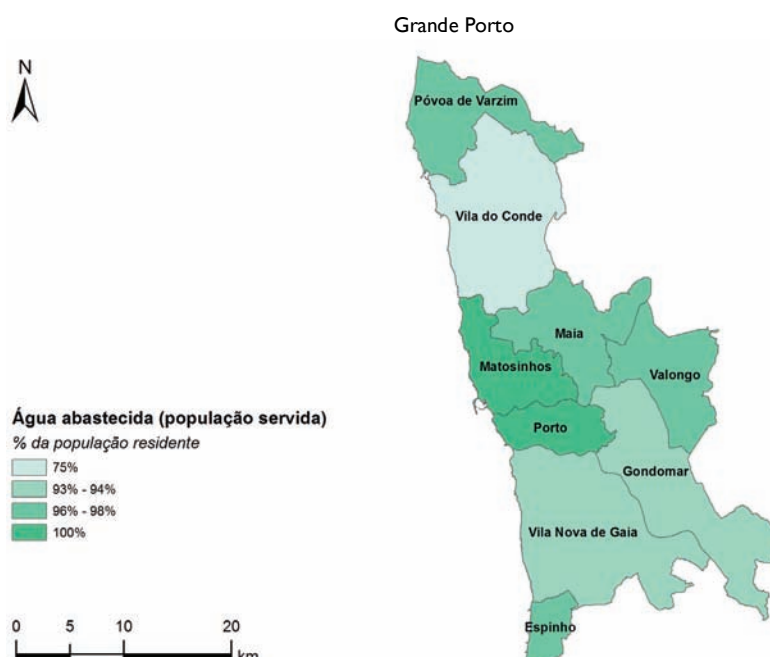 Grande Porto
N
Póvoa de Varzim
Vila do Conde
Maia
Matosinhos
Valongo
Porto
Gondomar
Vila Nova de Gaia
Espinho
Água abastecida (população servida)
% da população residente
75%
93% - 94%
96% - 98%
100%
0 5 10 20
km